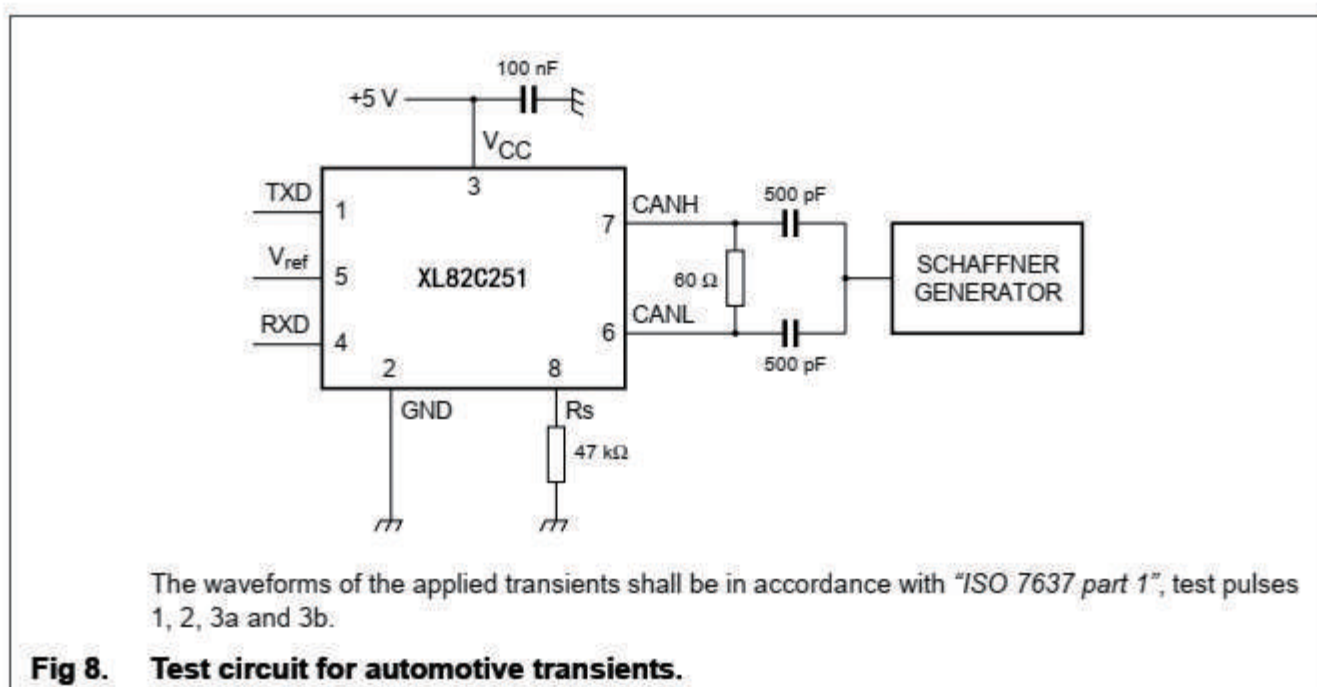 100 nF
+5 V
VCC
3
TXD
1
CANH
7
500 pF
Vref
5
XL82C251
60 Ω
SCHAFFNER
GENERATOR
RXD
4
CANL
6
500 pF
2
8
GND
Rs
47 kΩ
The waveforms of the applied transients shall be in accordance with “ISO 7637 part 1”, test pulses
1, 2, 3a and 3b.
Fig 8. Test circuit for automotive transients.